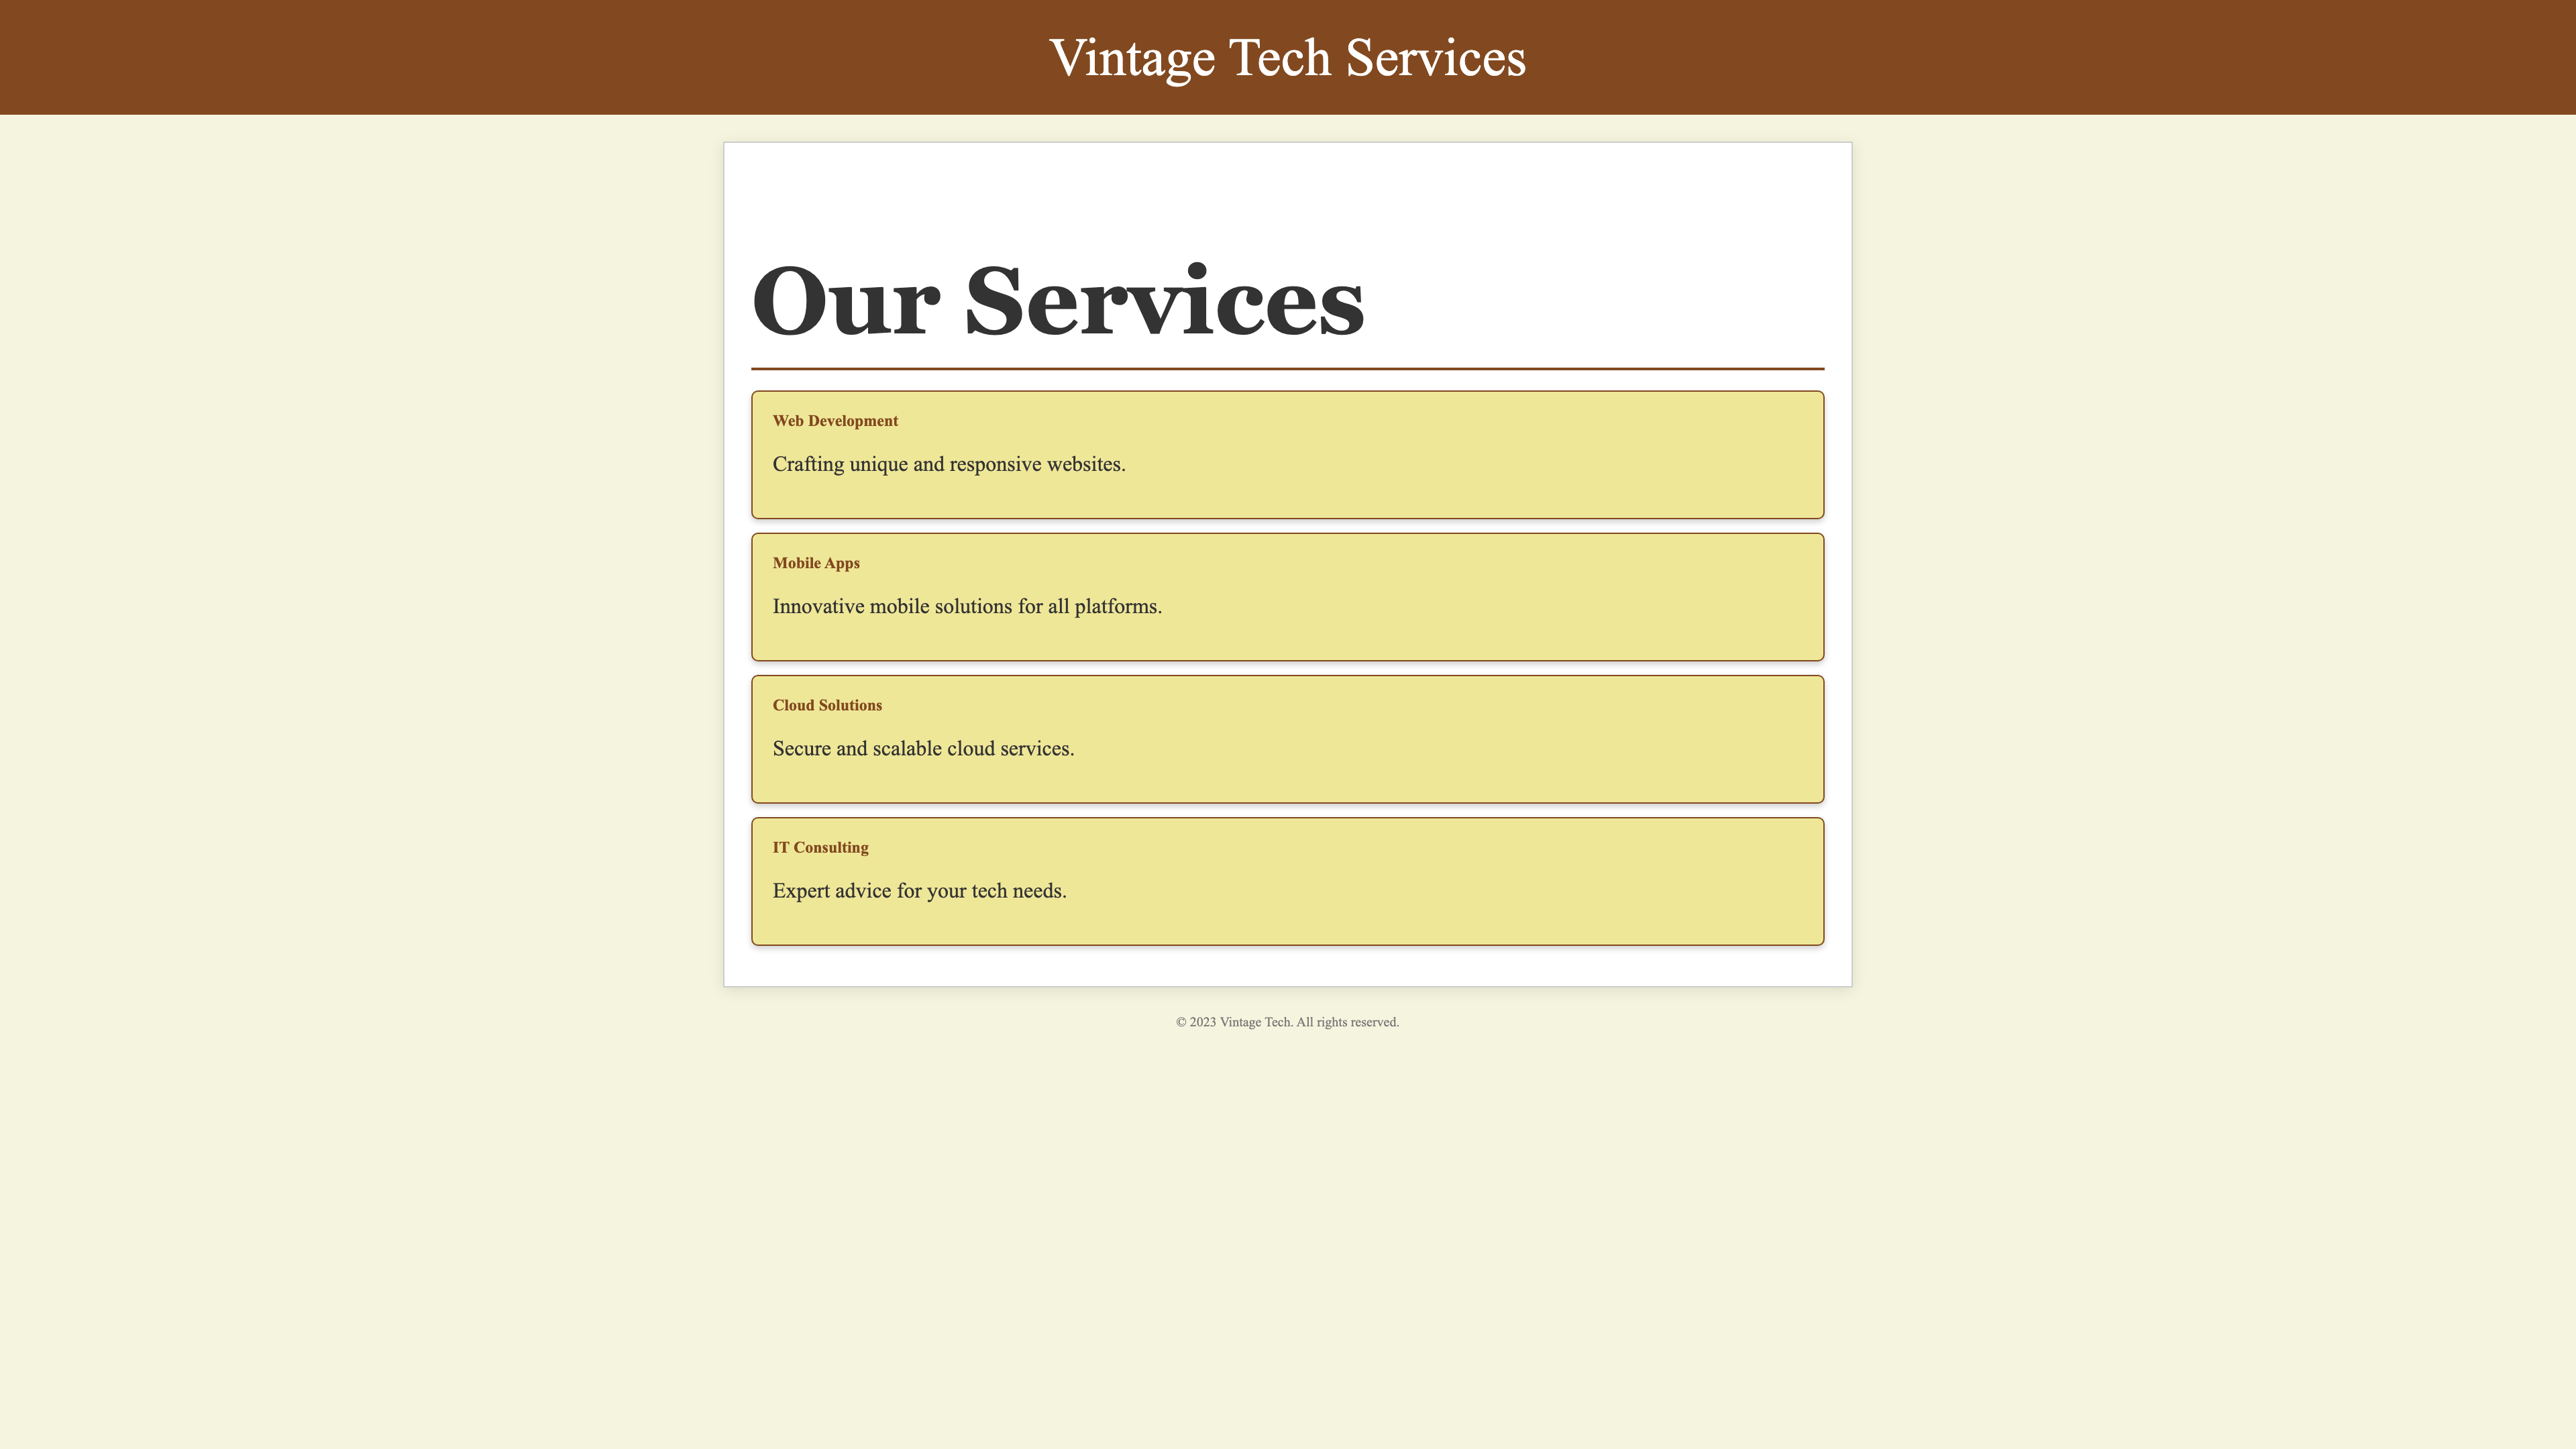 Vintage Tech Services
Our Services
Web Development
Crafting unique and responsive websites.
Mobile Apps
Innovative mobile solutions for all platforms.
Cloud Solutions
Secure and scalable cloud services.
IT Consulting
Expert advice for your tech needs.
© 2023 Vintage Tech. All rights reserved.